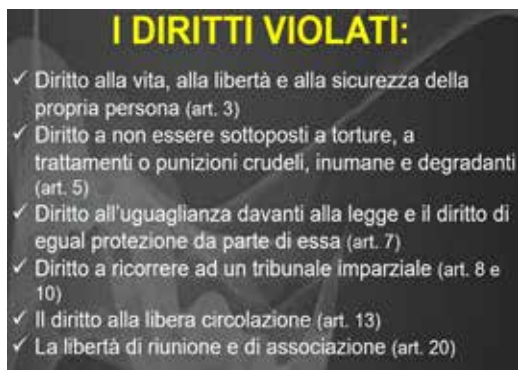 I DIRITTI VIOLATI:
✓ Diritto alla vita, alla libertà e alla sicurezza della
propria persona (art. 3)
✓ Diritto a non essere sottoposti a torture, a
trattamenti o punizioni crudeli, inumane e degradanti
(art. 5)
✓ Diritto all'uguaglianza davanti alla legge e il diritto di
egual protezione da parte di essa (art. 7)
✓ Diritto a ricorrere ad un tribunale imparziale (art. 8 e
10)
✓ Il diritto alla libera circolazione (art. 13)
✓ La libertà di riunione e di associazione (art. 20)